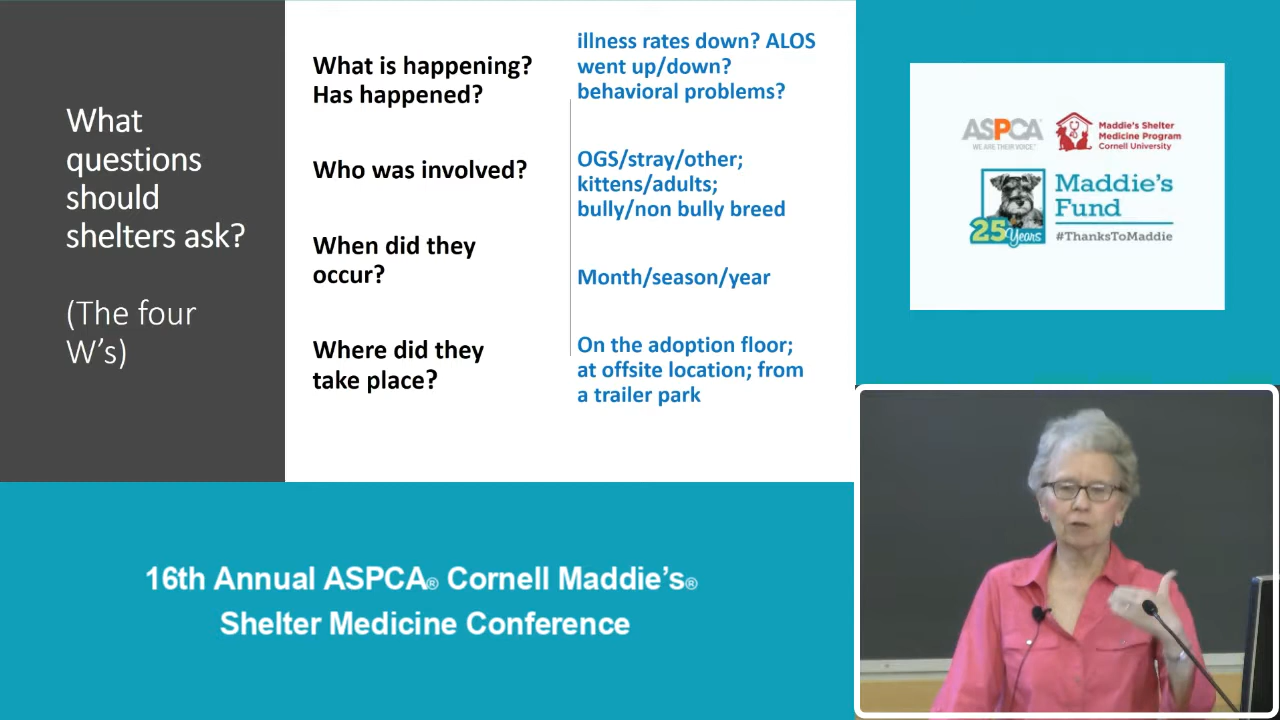 What
questions
should
shelters ask?
(The four
W's)
What is happening?
Has happened?
illness rates down? ALOS
went up/down?
behavioral problems?
Who was involved?
OGS/stray/other;
kittens/adults;
bully/non bully breed
When did they
occur?
Month/season/year
Where did they
take place?
On the adoption floor;
at offsite location; from
a trailer park
ASPCA
WE ARE THEIR VOICE
Maddie's Shelter
Medicine Program
Cornell University
25 Years
Maddie's
Fund
#ThanksToMaddie
16th Annual ASPCA® Cornell Maddie's®
Shelter Medicine Conference